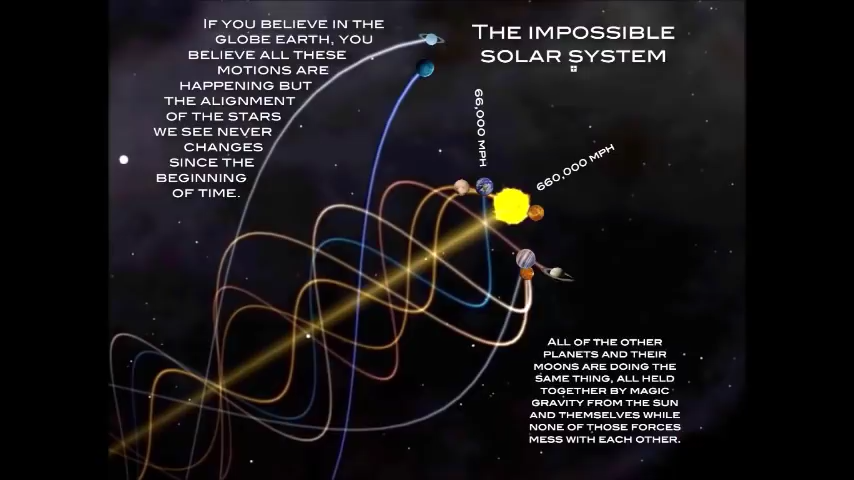 IF YOU BELIEVE IN THE
GLOBE EARTH, YOU
BELIEVE ALL THESE
MOTIONS ARE
HAPPENING BUT
THE ALIGNMENT
OF THE STARS
WE SEE NEVER
CHANGES
SINCE THE
BEGINNING
OF TIME.
THE IMPOSSIBLE
SOLAR SYSTEM
66,000 MPH
660,000 MPH
ALL OF THE OTHER
PLANETS AND THEIR
MOONS ARE DOING THE
SAME THING, ALL HELD
TOGETHER BY MAGIC
GRAVITY FROM THE SUN
AND THEMSELVES WHILE
NONE OF THOSE FORCES
MESS WITH EACH OTHER.